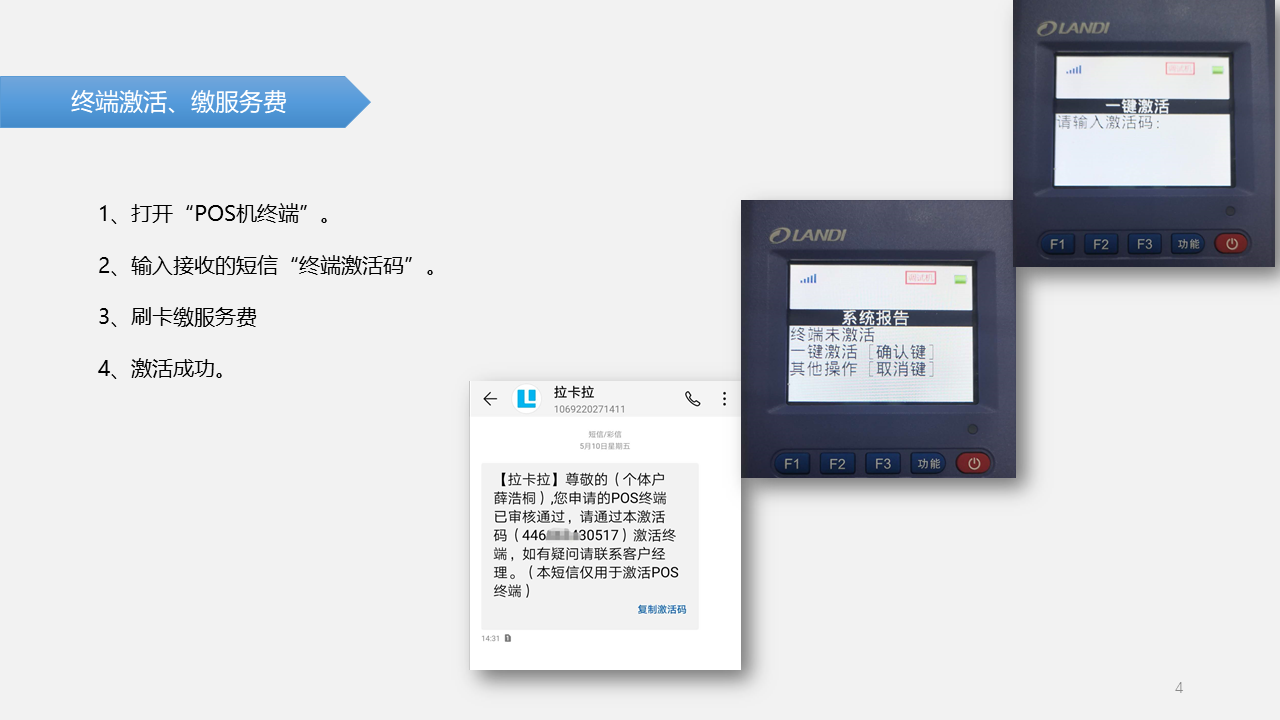 终端激活、缴服务费
1、打开“POS机终端”。
2、输入接收的短信“终端激活码”。
3、刷卡缴服务费
4、激活成功。
拉卡拉
1069220271411
短信/彩信
5月10日星期五
【拉卡拉】尊敬的（个体户
薛浩桐）,您申请的POS终端
已审核通过，请通过本激活
码（446 430517）激活终
端，如有疑问请联系客户经
理。（本短信仅用于激活POS
终端）
复制激活码
14:31
LANDI
系统报告
终端未激活
一键激活［确认键］
其他操作［取消键］
F1 F2 F3 功能
LANDI
一键激活
请输入激活码：
F1 F2 F3 功能
4